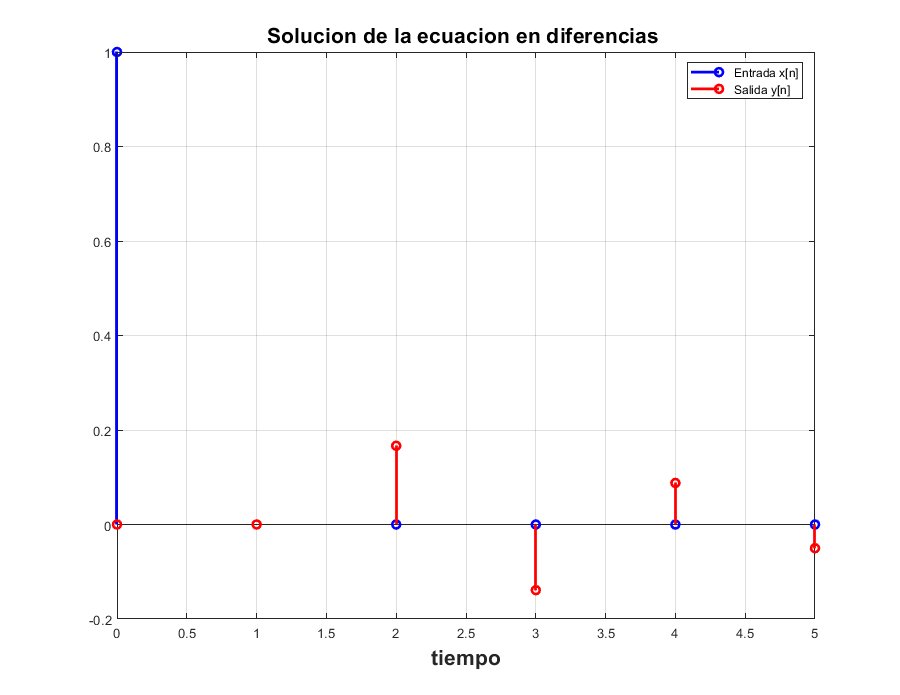 Solucion de la ecuacion en diferencias
Entrada x[n]
Salida y[n]
1
0.8
0.6
0.4
0.2
0
-0.2
0 0.5 1 1.5 2 2.5 3 3.5 4 4.5 5
tiempo